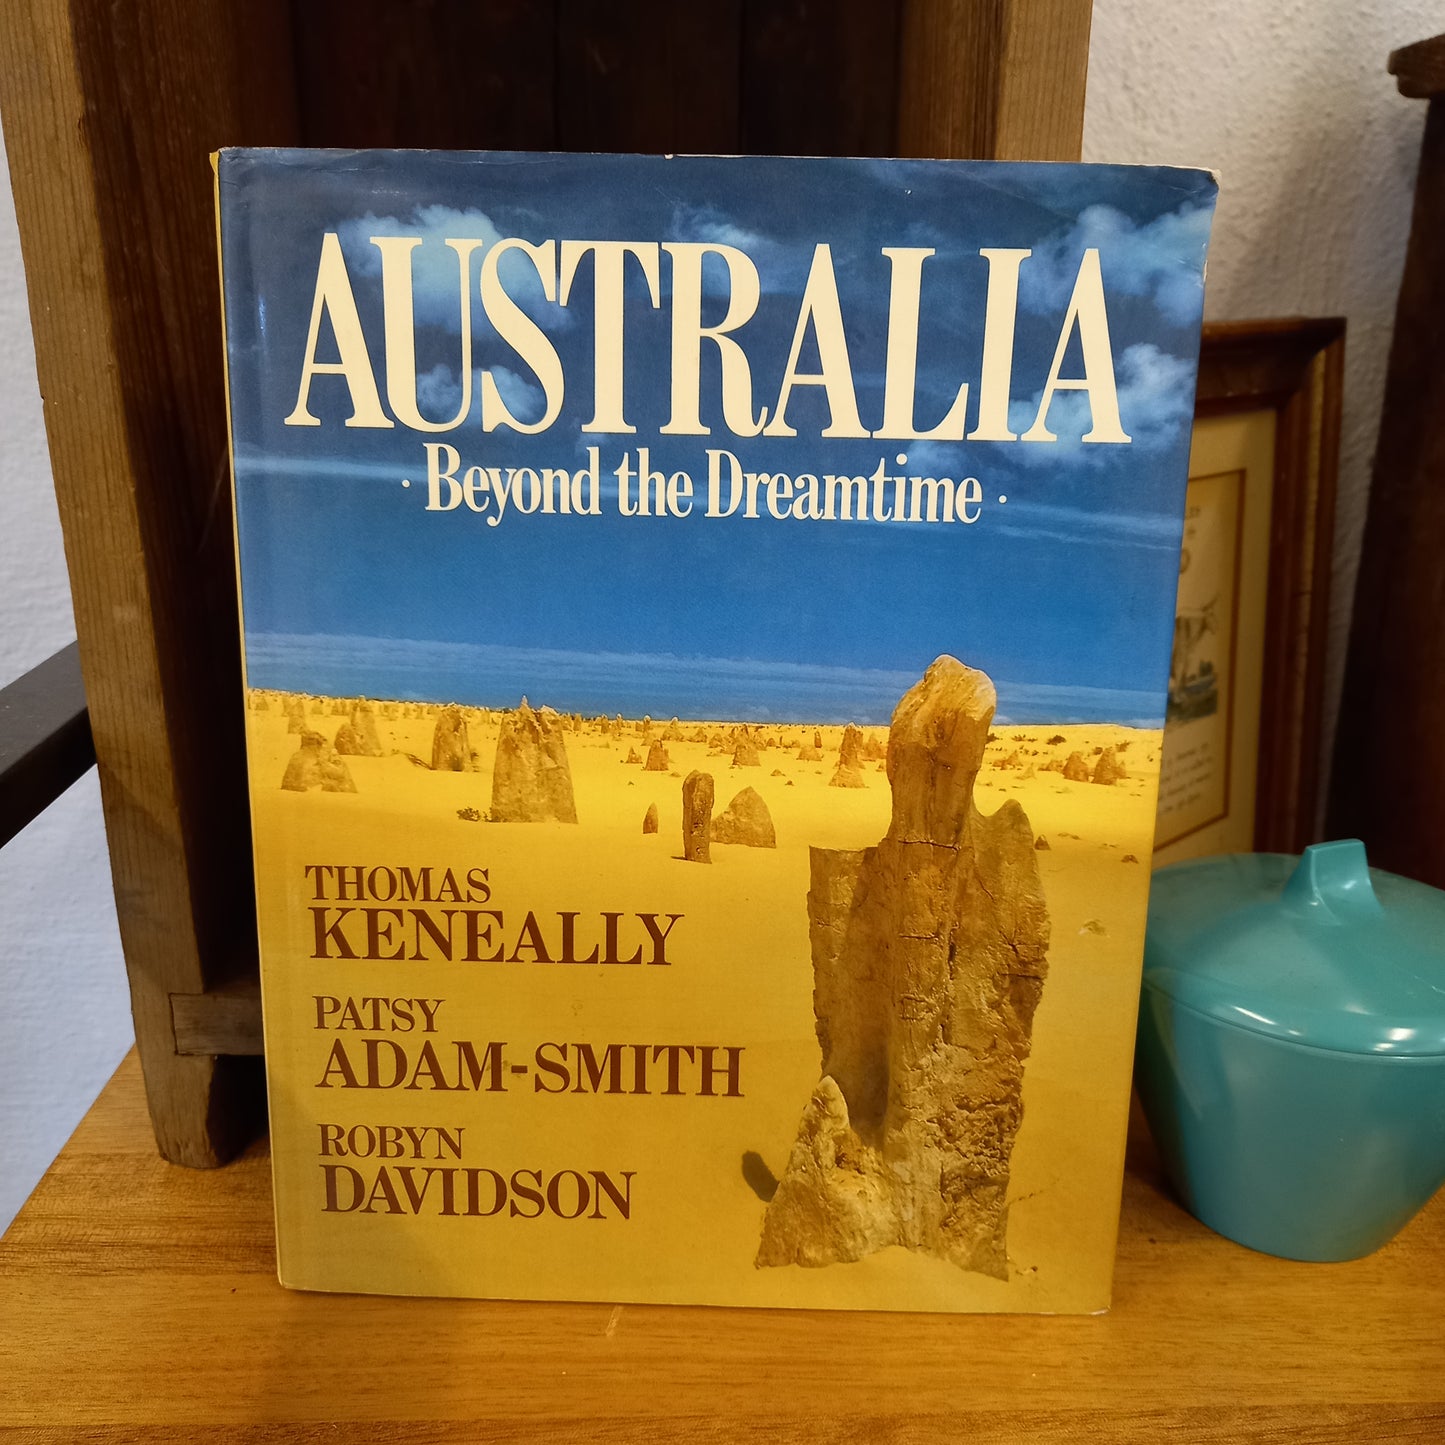 AUSTRALIA
· Beyond the Dreamtime ·
THOMAS
KENEALLY
PATSY
ADAM-SMITH
ROBYN
DAVIDSON